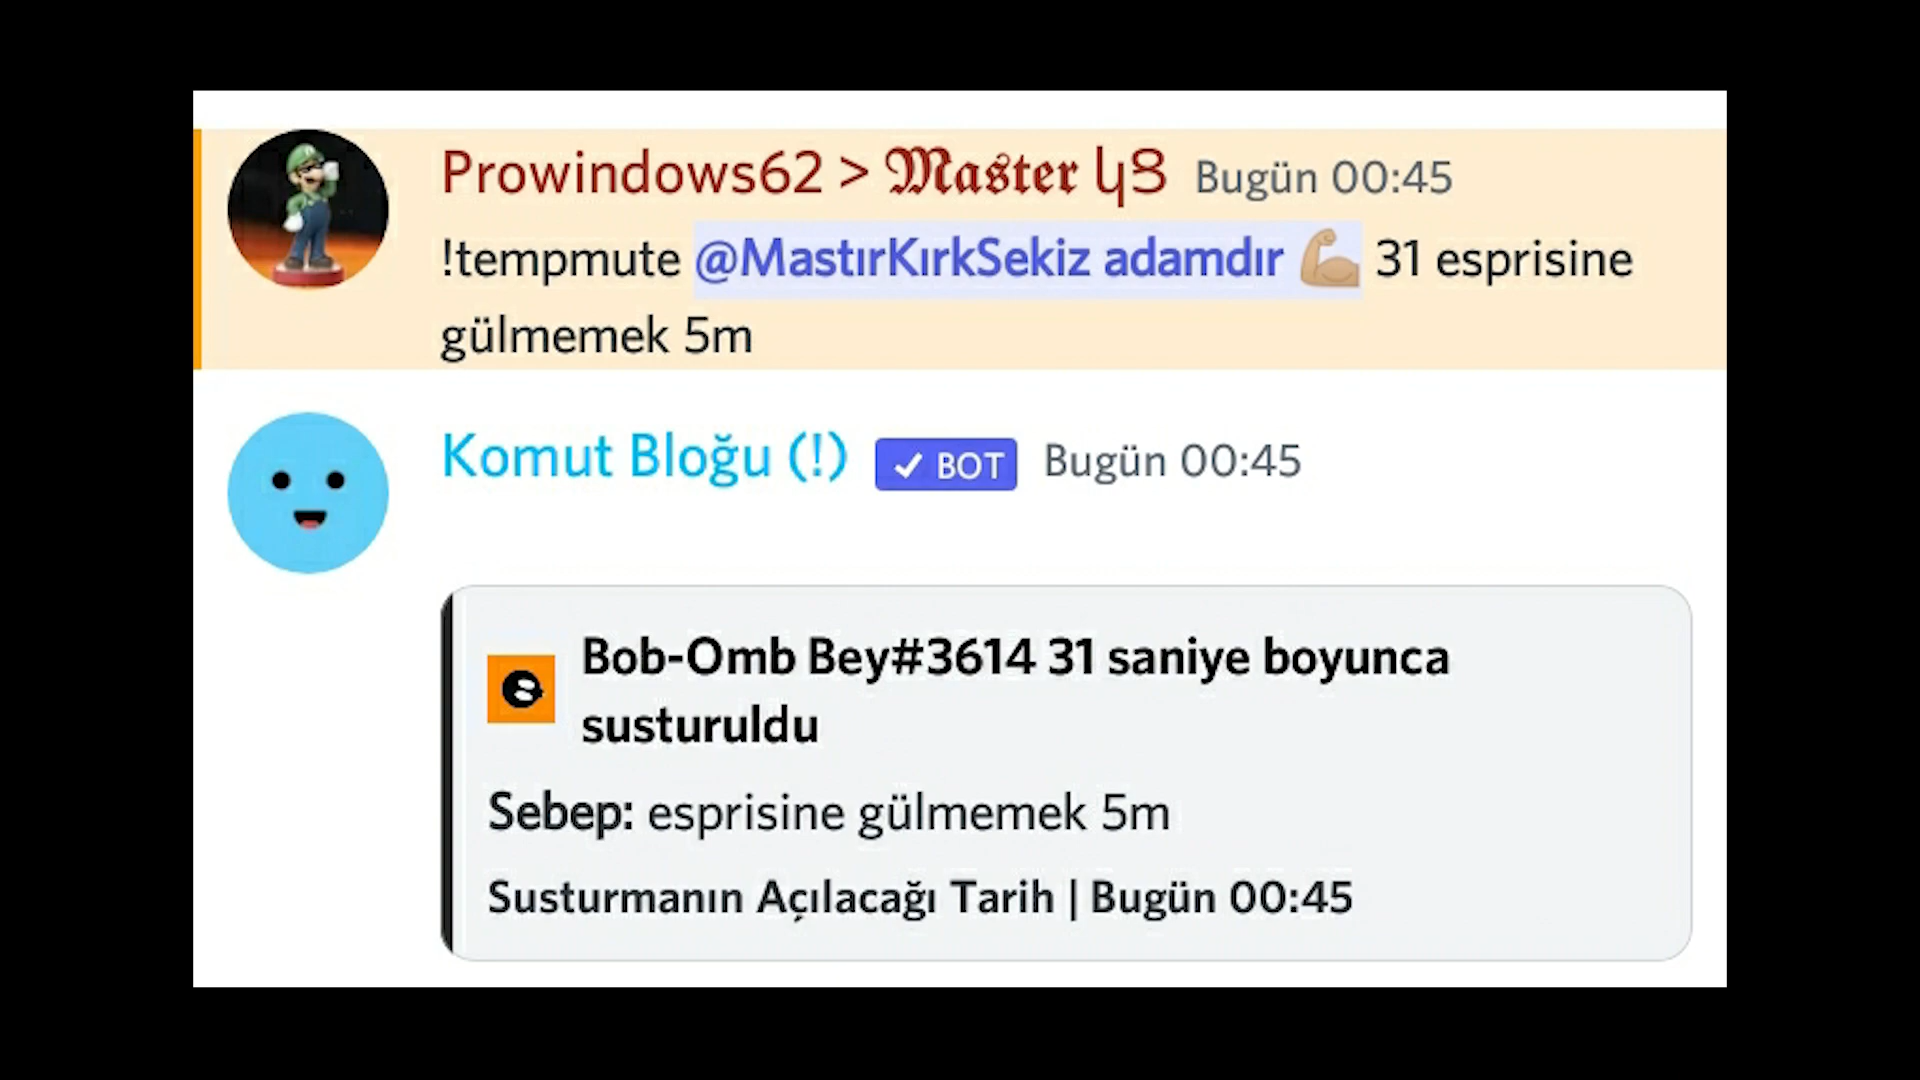 Prowindows62 > 𝕸𝖆𝖘𝖙𝖊𝖗 կ8 Bugün 00:45
!tempmute @MastırKırkSekiz adamdır 💪🏼 31 esprisine
gülmemek 5m
Komut Bloğu (!) ✓ BOT Bugün 00:45
Bob-Omb Bey#3614 31 saniye boyunca
susturuldu
Sebep: esprisine gülmemek 5m
Susturmanın Açılacağı Tarih | Bugün 00:45